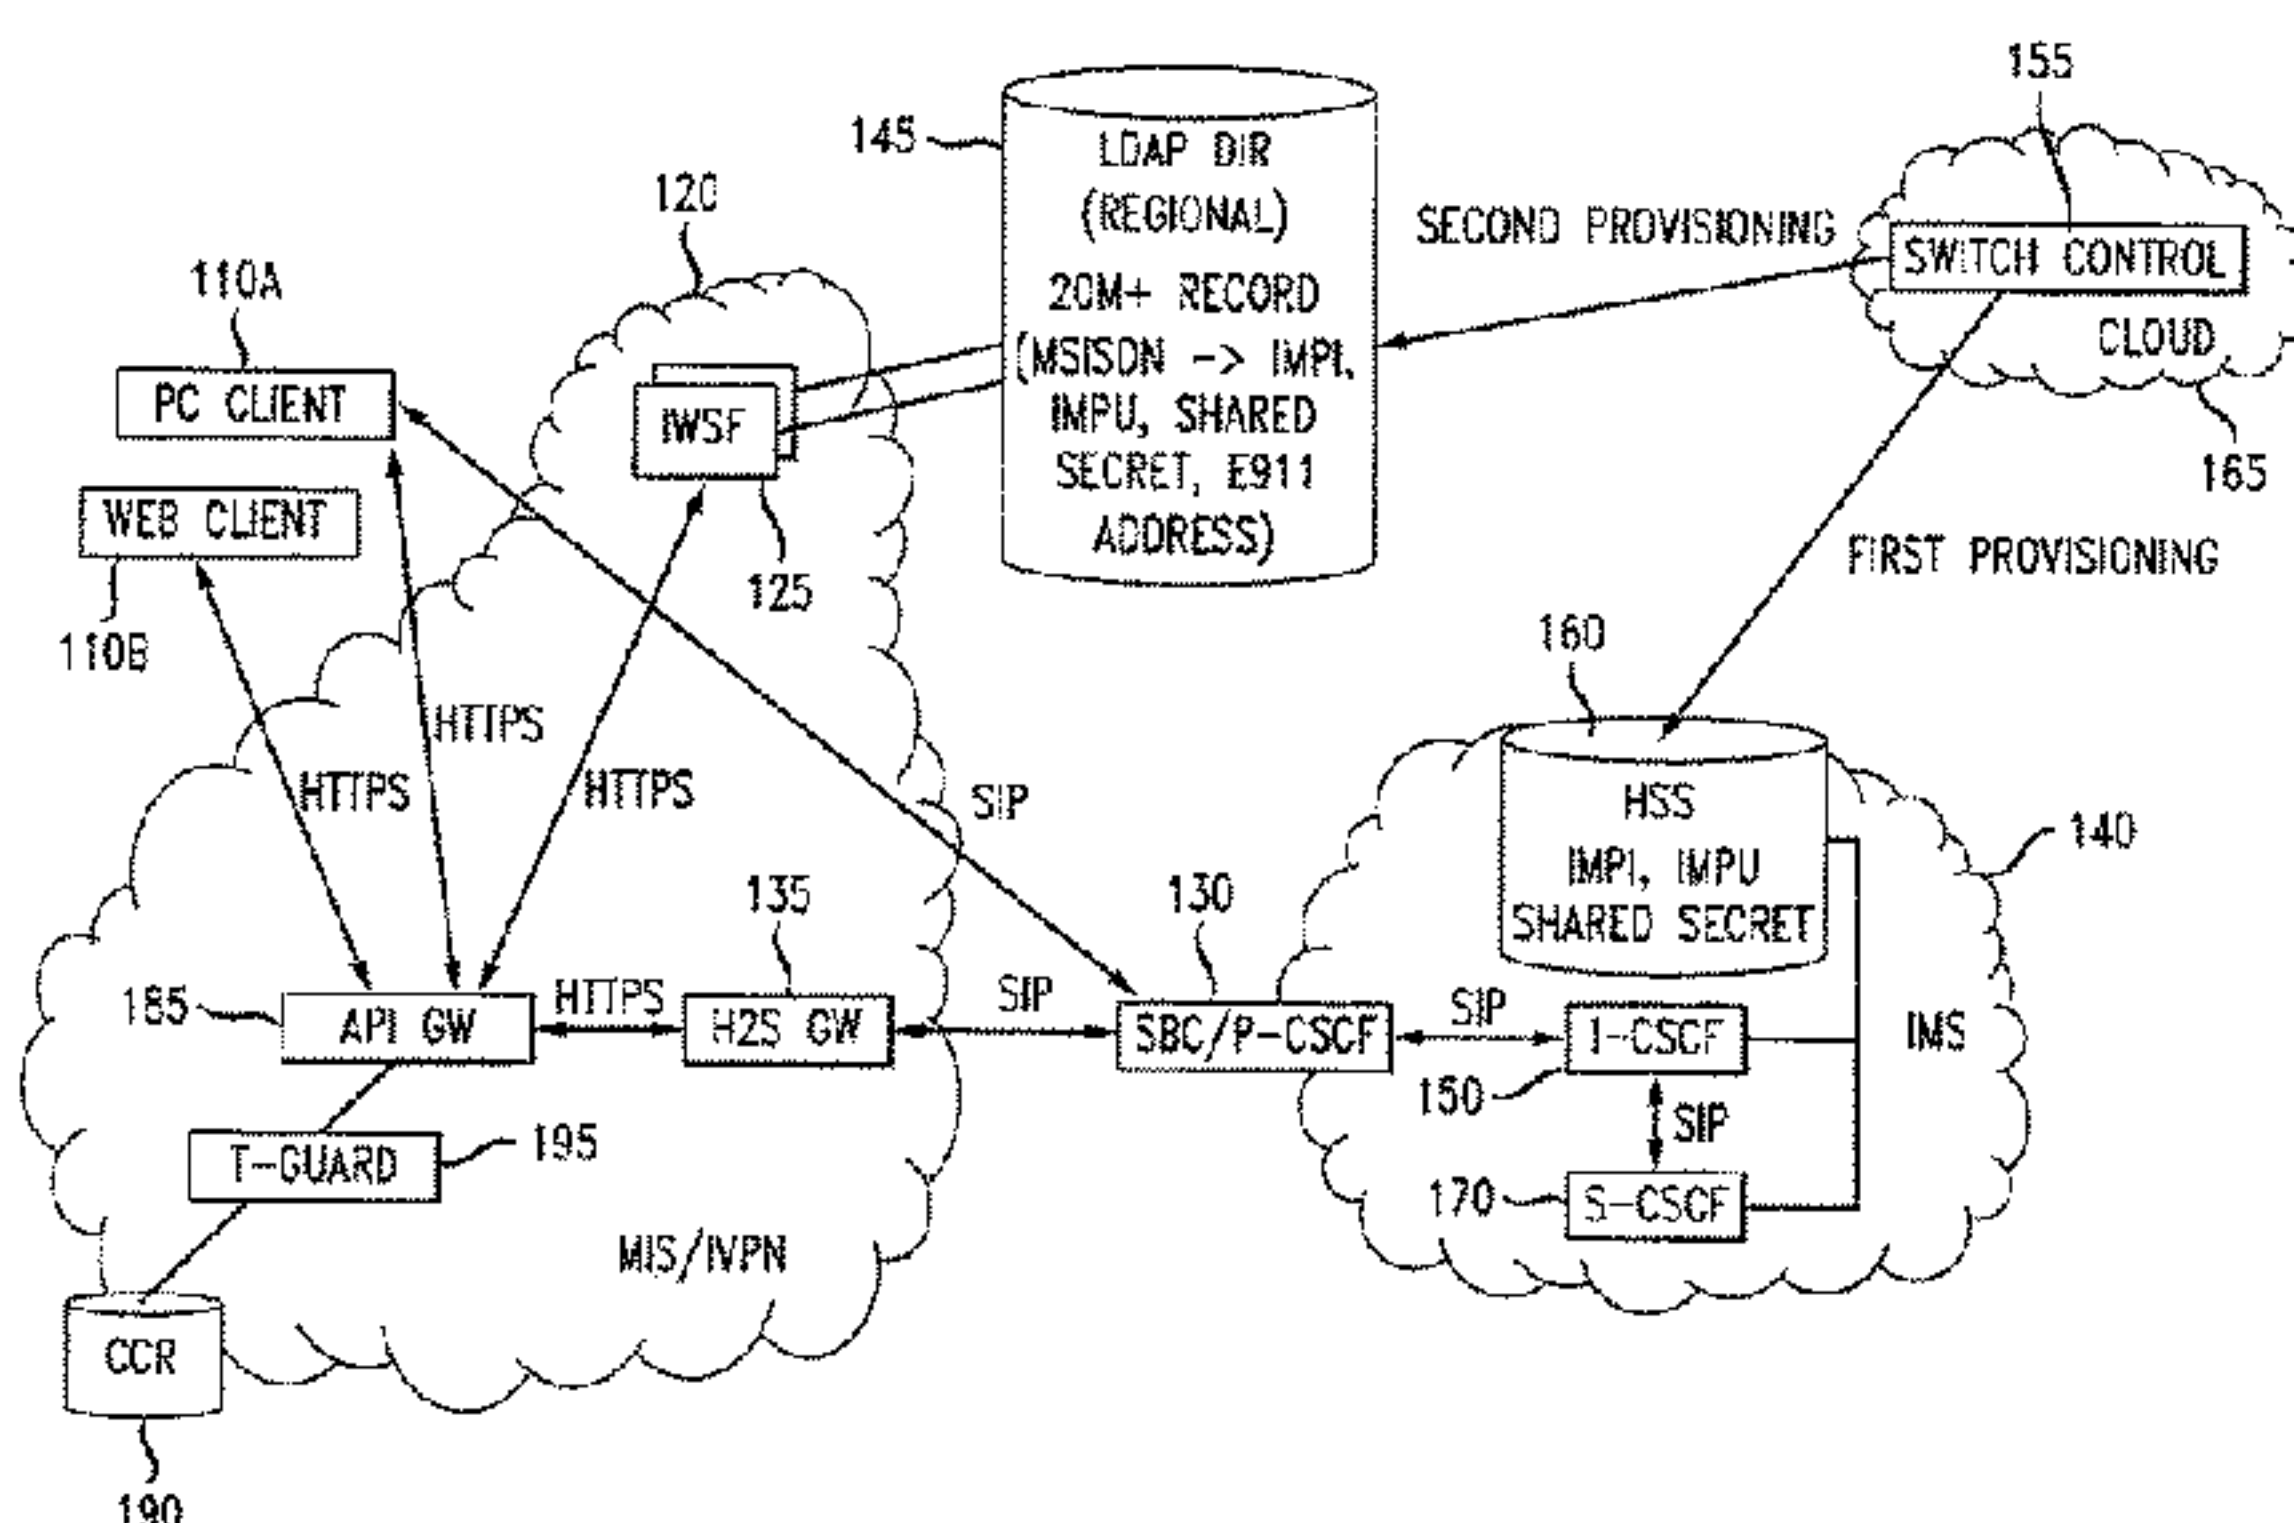 155
145
LDAP DIR
(REGIONAL)
20M+ RECORD
(MSISDN -> IMPI,
IMPU, SHARED
SECRET, E911
ADDRESS)
120
SECOND PROVISIONING
SWITCH CONTROL
CLOUD
165
110A
PC CLIENT
IWSF
125
WEB CLIENT
110B
FIRST PROVISIONING
160
HTTPS
HTTPS
HTTPS
SIP
HSS
IMPI, IMPU
SHARED SECRET
140
135
130
185
API GW
HTTPS
H2S GW
SIP
SBC/P-CSCF
SIP
I-CSCF
IMS
150
SIP
T-GUARD
195
170
S-CSCF
MIS/IVPN
CCR
190